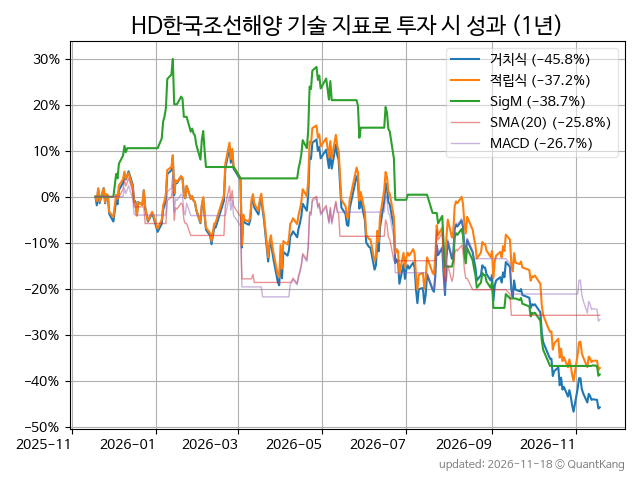 HD한국조선해양 기술 지표로 투자 시 성과 (1년)
거치식 (−45.8%)
적립식 (−37.2%)
SigM (−38.7%)
SMA(20) (−25.8%)
MACD (−26.7%)
30%
20%
10%
0%
−10%
−20%
−30%
−40%
−50%
2025-11 2026-01 2026-03 2026-05 2026-07 2026-09 2026-11
updated: 2026-11-18 © QuantKang